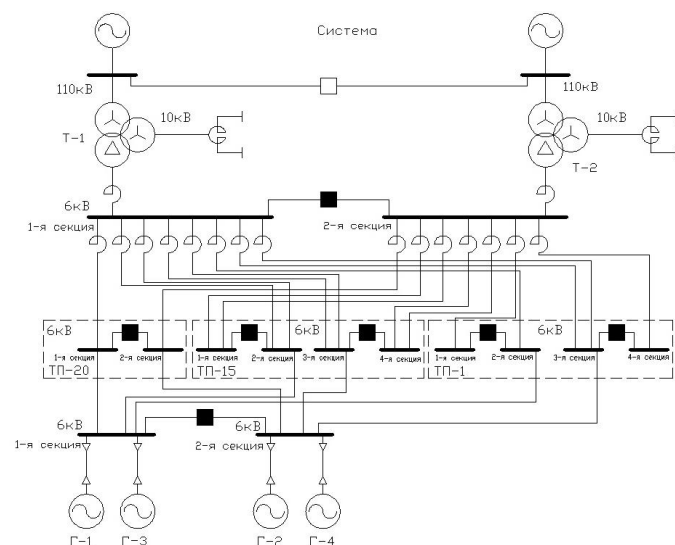 Система
110кВ
110кВ
10кВ
10кВ
Т-1
Т-2
6кВ
1-я секция
2-я секция
6кВ
6кВ
6кВ
1-я секция
2-я секция
1-я секция
2-я секция
3-я секция
4-я секция
1-я секция
2-я секция
3-я секция
4-я секция
ТП-20
ТП-15
ТП-1
6кВ
6кВ
1-я секция
2-я секция
Г-1
Г-3
Г-2
Г-4